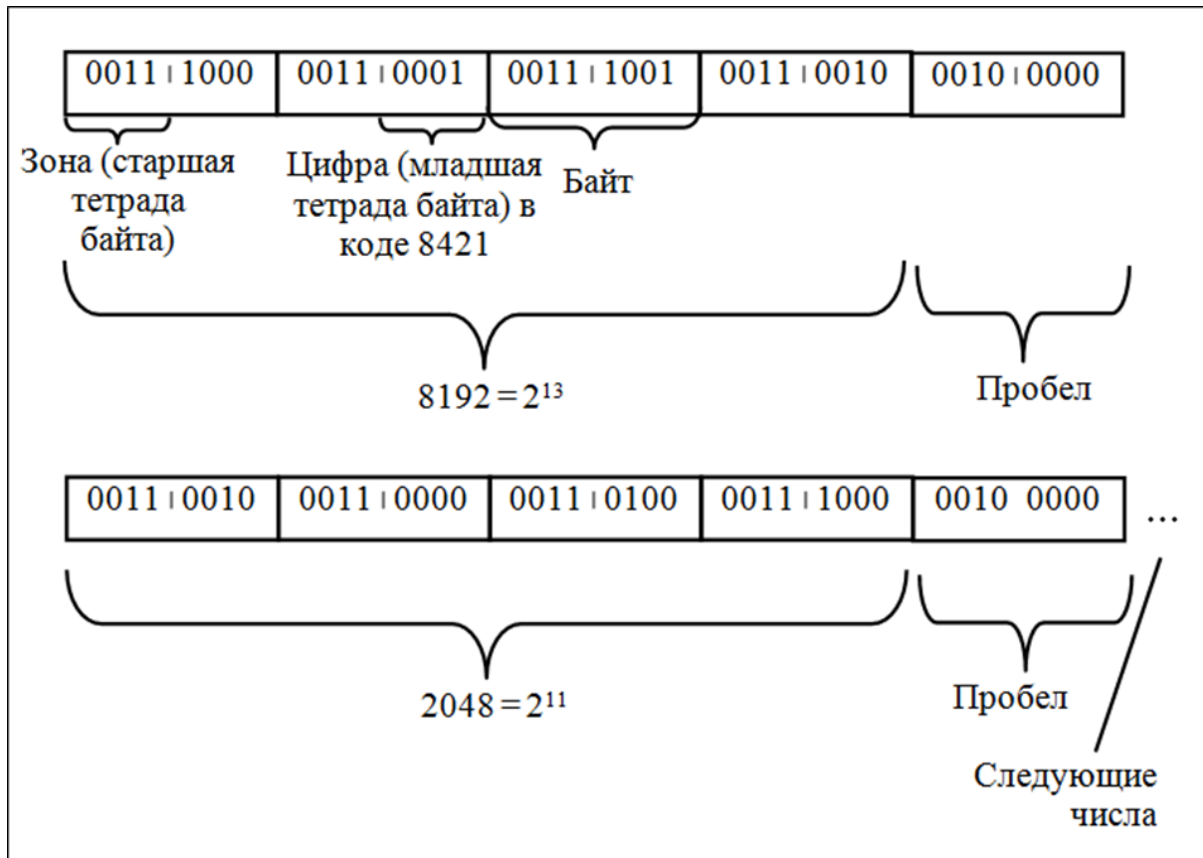 0011 | 1000 0011 | 0001 0011 | 1001 0011 | 0010 0010 | 0000
Зона (старшая
тетрада
байта)
Цифра (младшая
тетрада байта) в
коде 8421
Байт
8192 = 2¹³
Пробел
0011 | 0010 0011 | 0000 0011 | 0100 0011 | 1000 0010 0000 ...
2048 = 2¹¹
Пробел
Следующие
числа